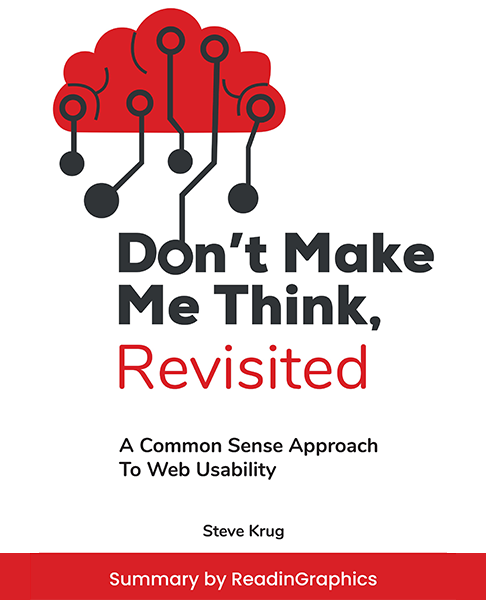 Don't Make
Me Think,
Revisited
A Common Sense Approach
To Web Usability
Steve Krug
Summary by ReadinGraphics